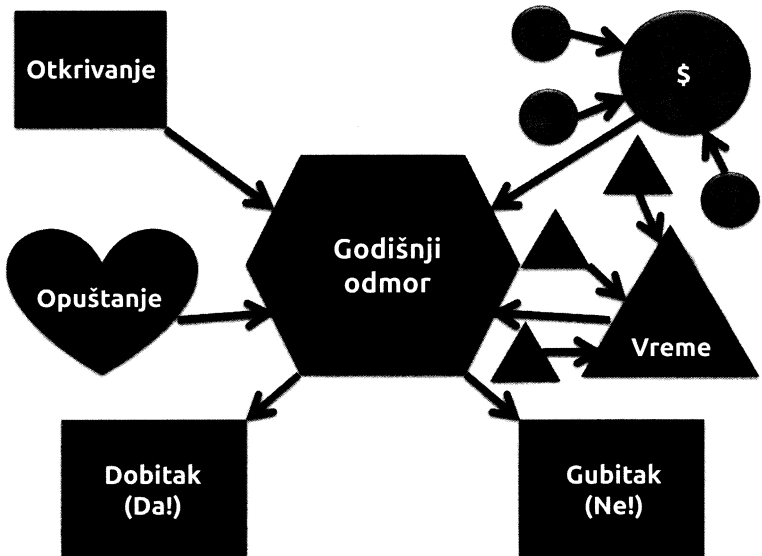 Otkrivanje
$
Godišnji
odmor
Opuštanje
Vreme
Dobitak
(Da!)
Gubitak
(Ne!)